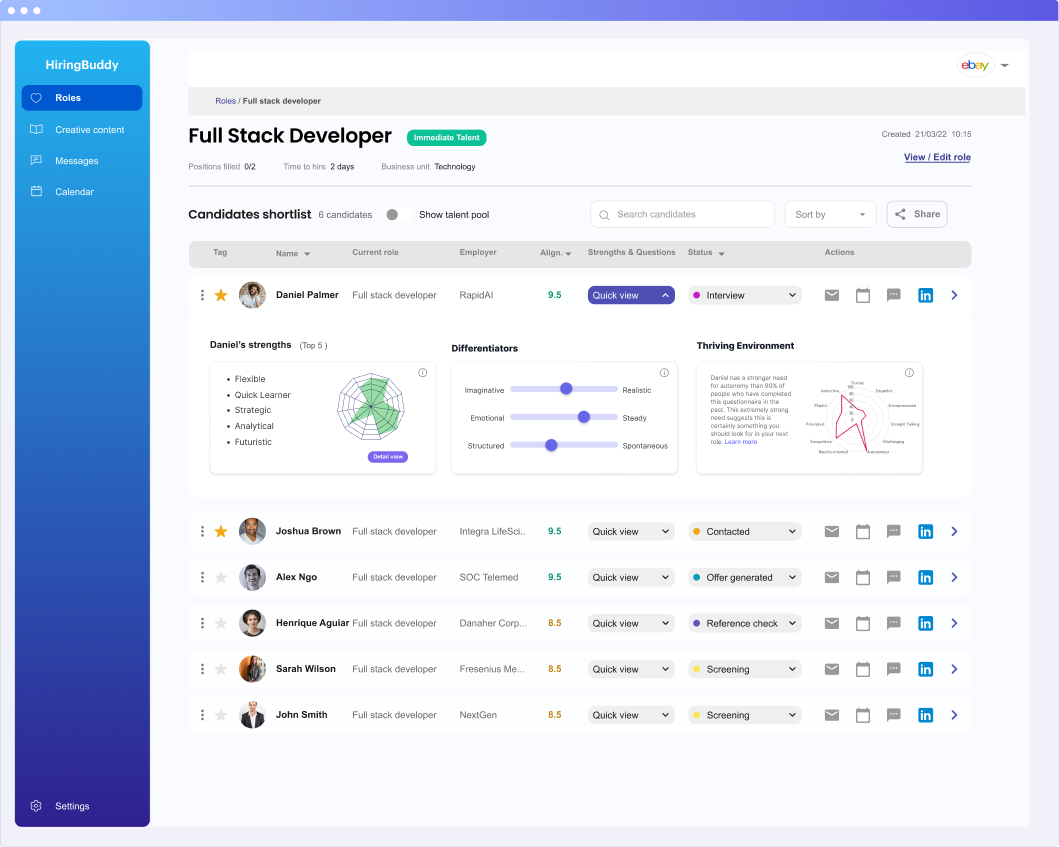 HiringBuddy
Roles
Creative content
Messages
Calendar
Settings
ebay
Roles / Full stack developer
Full Stack Developer Immediate Talent
Created 21/03/22 10:15
Positions filled 0/2 Time to hire 2 days Business unit Technology
View / Edit role
Candidates shortlist 6 candidates Show talent pool Search candidates Sort by Share
Tag Name Current role Employer Align. Strengths & Questions Status Actions
Daniel Palmer Full stack developer RapidAI 9.5 Quick view Interview in
Daniel's strengths (Top 5 )
Flexible
Quick Learner
Strategic
Analytical
Futuristic
Detail view
Differentiators
Imaginative Realistic
Emotional Steady
Structured Spontaneous
Thriving Environment
Daniel has a stronger need
for autonomy than 90% of
people who have completed
this questionnaire in the
past. This extremely strong
need suggests this is
certainly something you
should look for in your next
role. Learn more
Formal
Instinctive Empathic
Playful Entrepreneurial
Principled Straight Talking
Competitive Challenging
Results oriented Autonomous
100
80
60
40
20
0
Joshua Brown Full stack developer Integra LifeSci.. 9.5 Quick view Contacted in
Alex Ngo Full stack developer SOC Telemed 9.5 Quick view Offer generated in
Henrique Aguiar Full stack developer Danaher Corp... 8.5 Quick view Reference check in
Sarah Wilson Full stack developer Fresenius Me... 8.5 Quick view Screening in
John Smith Full stack developer NextGen 8.5 Quick view Screening in